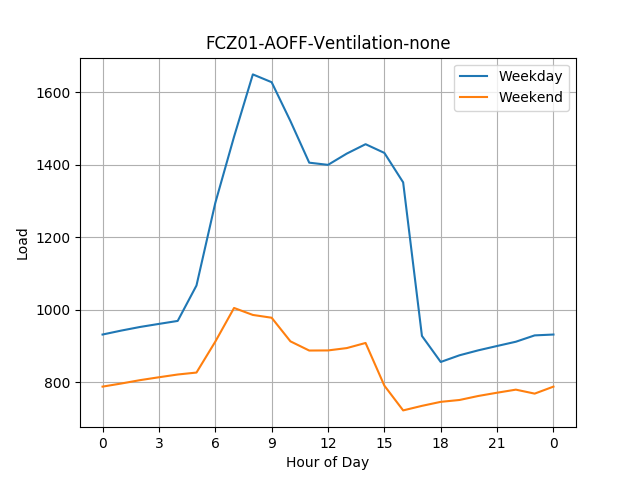 FCZ01-AOFF-Ventilation-none
Weekday
Weekend
1600
1400
1200
1000
800
Load
0 3 6 9 12 15 18 21 0
Hour of Day